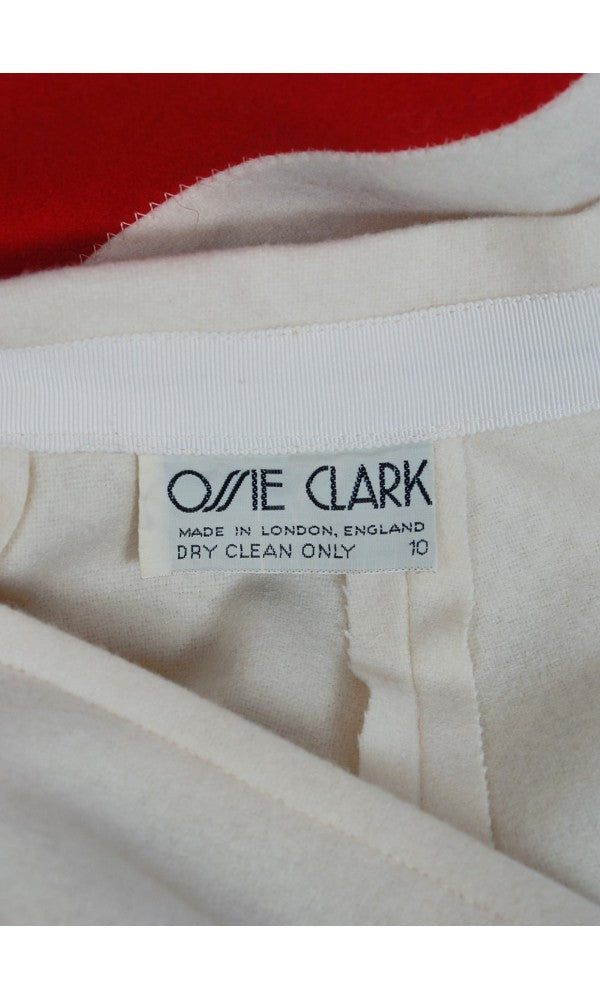 OSSIE CLARK
MADE IN LONDON, ENGLAND
DRY CLEAN ONLY 10